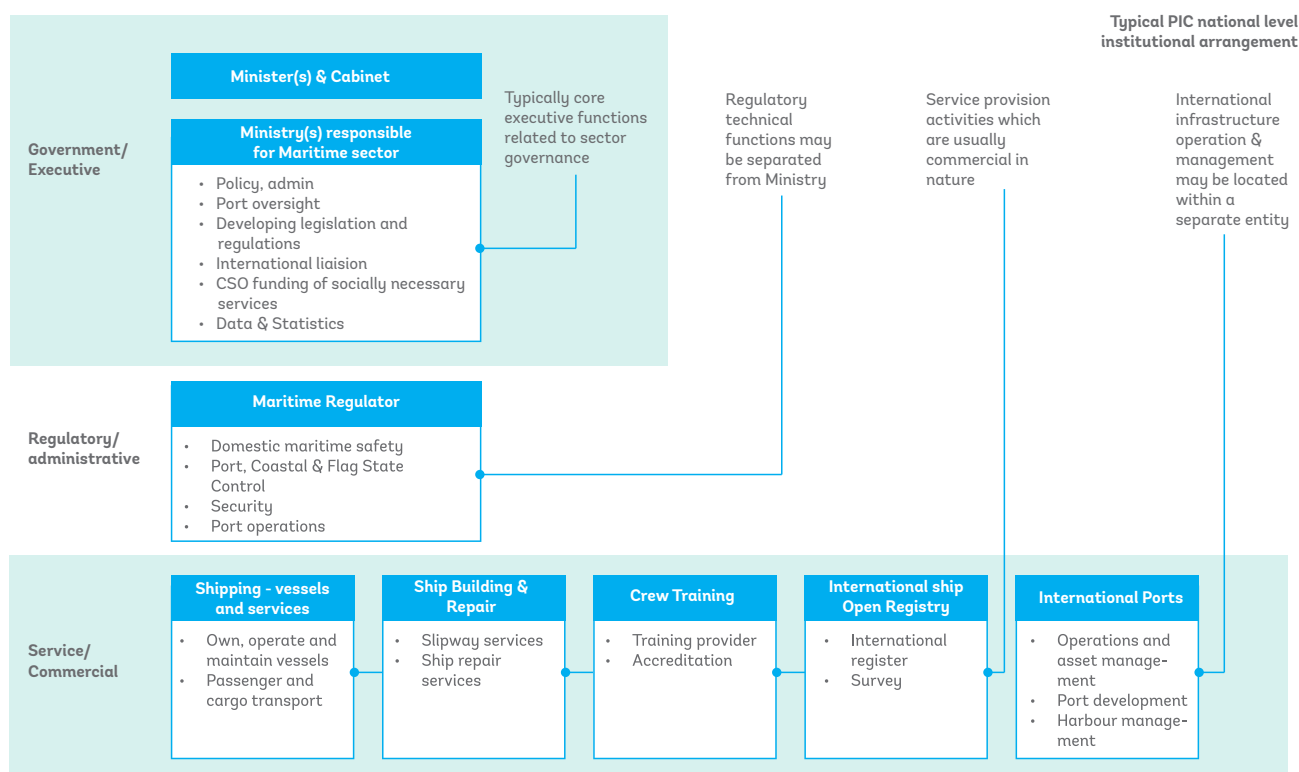 Typical PIC national level
institutional arrangement
Government/
Executive
Minister(s) & Cabinet
Ministry(s) responsible
for Maritime sector
• Policy, admin
• Port oversight
• Developing legislation and
regulations
• International liaision
• CSO funding of socially necessary
services
• Data & Statistics
Typically core
executive functions
related to sector
governance
Regulatory
technical
functions may
be separated
from Ministry
Service provision
activities which
are usually
commercial in
nature
International
infrastructure
operation &
management
may be located
within a
separate entity
Regulatory/
administrative
Maritime Regulator
• Domestic maritime safety
• Port, Coastal & Flag State
Control
• Security
• Port operations
Service/
Commercial
Shipping - vessels
and services
• Own, operate and
maintain vessels
• Passenger and
cargo transport
Ship Building &
Repair
• Slipway services
• Ship repair
services
Crew Training
• Training provider
• Accreditation
International ship
Open Registry
• International
register
• Survey
International Ports
• Operations and
asset manage-
ment
• Port development
• Harbour manage-
ment